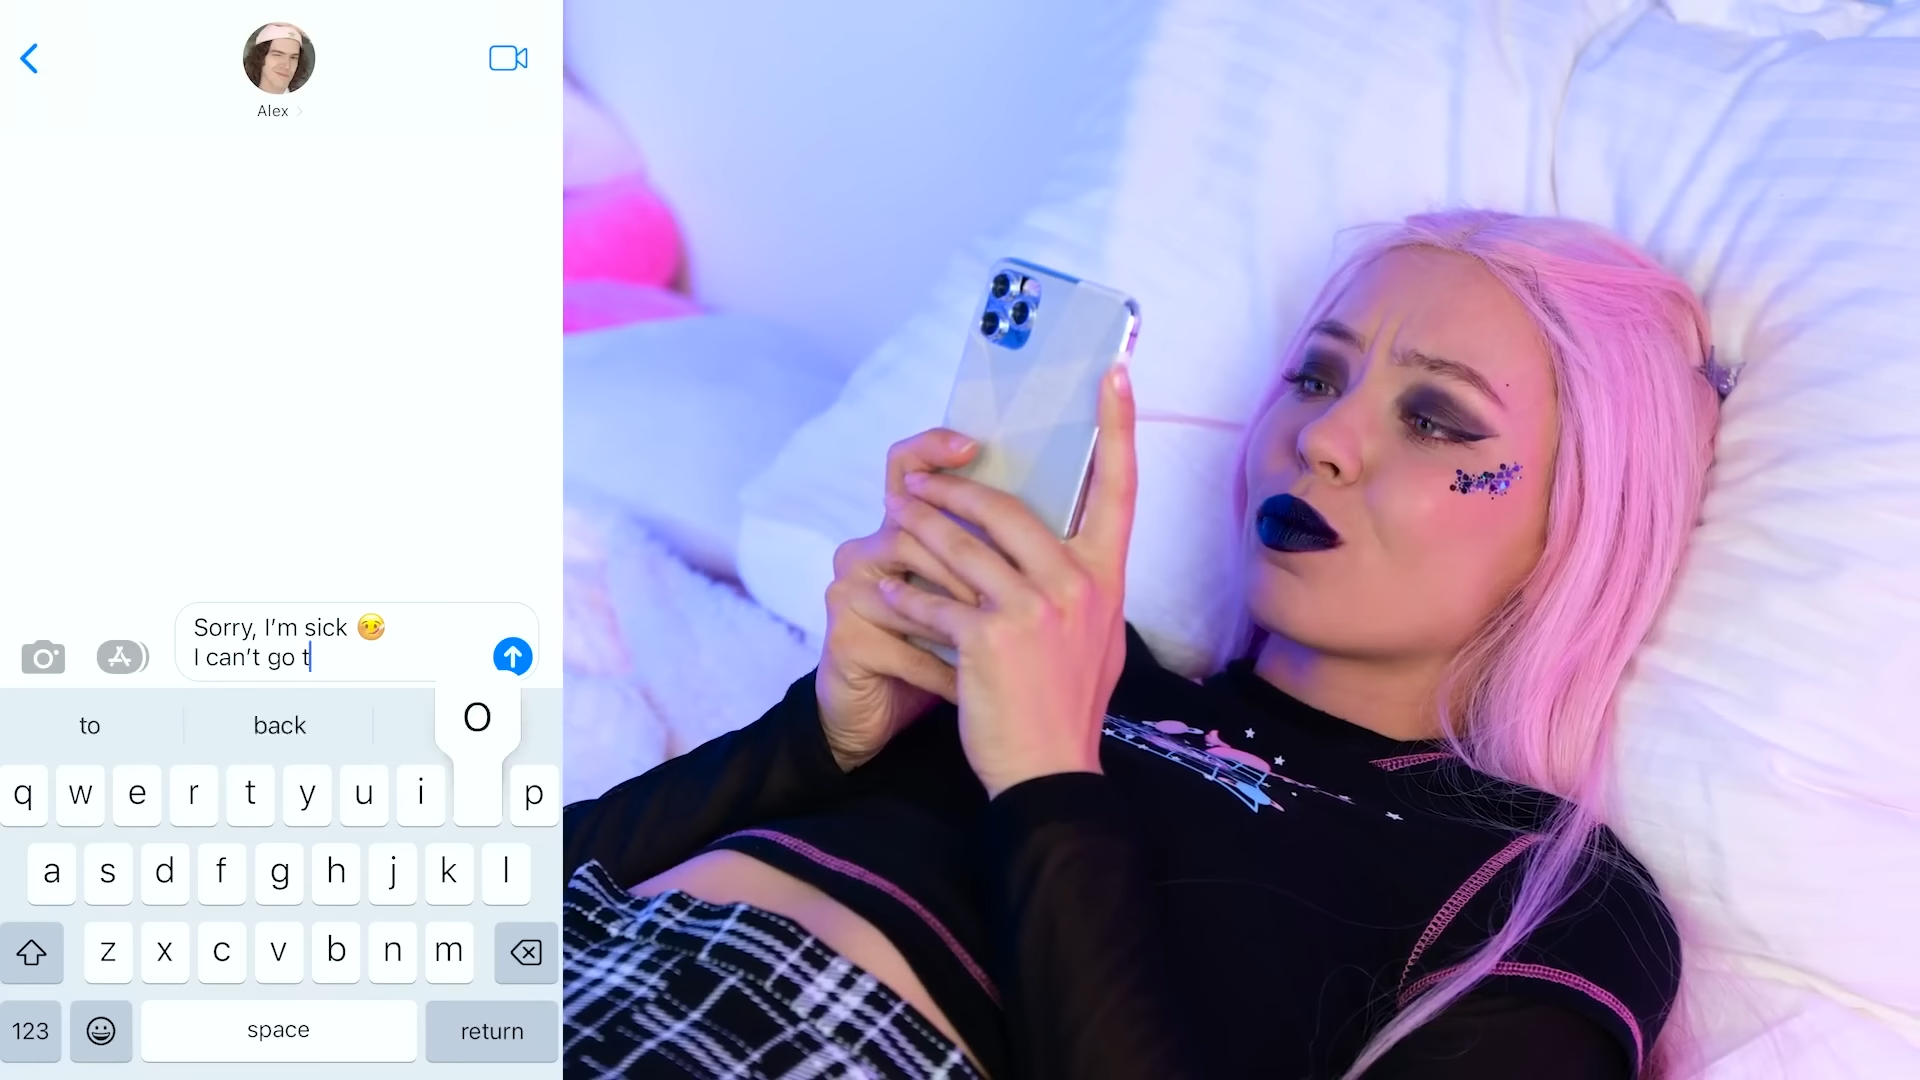 Alex
Sorry, I'm sick 🤒
I can't go t
to
back
O
q w e r t y u i p
a s d f g h j k l
z x c v b n m
123
space
return